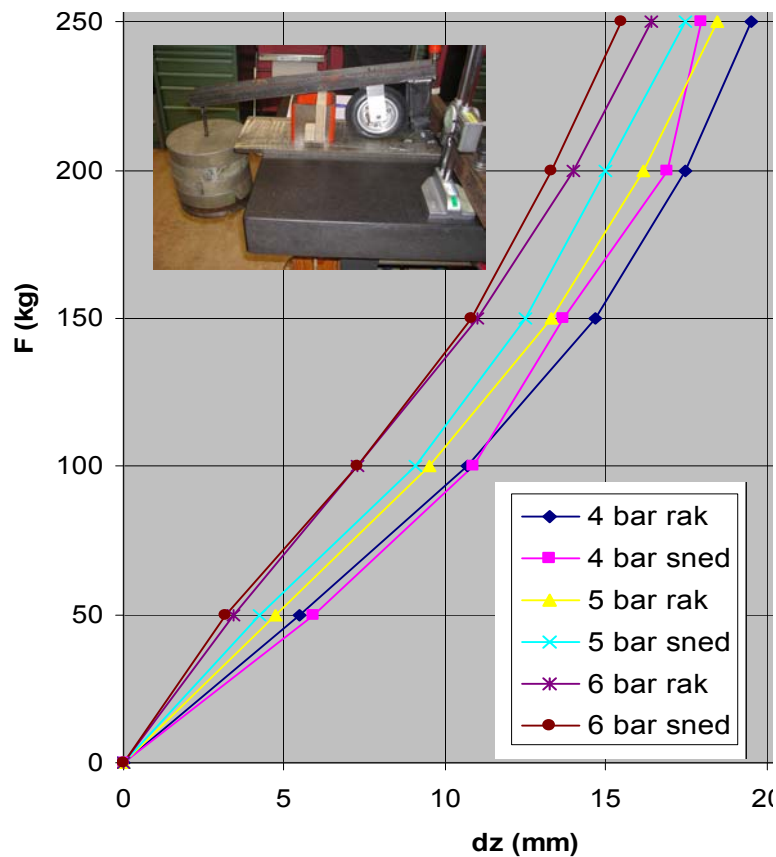 250
200
150
100
50
0
F (kg)
4 bar rak
4 bar sned
5 bar rak
5 bar sned
6 bar rak
6 bar sned
0 5 10 15 20
dz (mm)